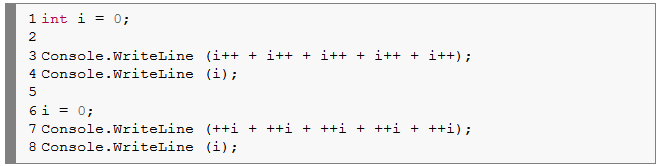 1 int i = 0;
2
3 Console.WriteLine (i++ + i++ + i++ + i++ + i++);
4 Console.WriteLine (i);
5
6 i = 0;
7 Console.WriteLine (++i + ++i + ++i + ++i + ++i);
8 Console.WriteLine (i);